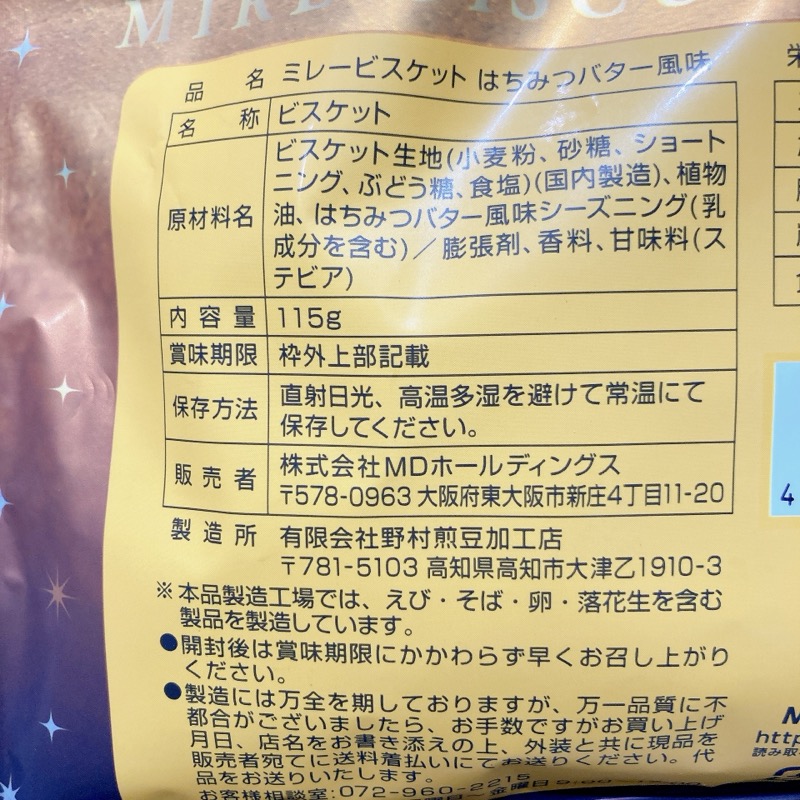 品名 ミレービスケット はちみつバター風味
名称 ビスケット
原材料名 ビスケット生地(小麦粉、砂糖、ショート
ニング、ぶどう糖、食塩)(国内製造)、植物
油、はちみつバター風味シーズニング(乳
成分を含む)/膨張剤、香料、甘味料(ス
テビア)
内容量 115g
賞味期限 枠外上部記載
保存方法 直射日光、高温多湿を避けて常温にて
保存してください。
販売者 株式会社MDホールディングス
〒578-0963 大阪府東大阪市新庄4丁目11-20
製造所 有限会社野村煎豆加工店
〒781-5103 高知県高知市大津乙1910-3
※本品製造工場では、えび・そば・卵・落花生を含む
製品を製造しています。
●開封後は賞味期限にかかわらず早くお召し上がり
ください。
●製造には万全を期しておりますが、万一品質に不
都合がございましたら、お手数ですがお買い上げ
月日、店名をお書き添えの上、外装と共に現品を
販売者宛てに送料着払いにてお送りください。代
品をお送りいたします。
お客様相談室:072-960-2215
4
http
読み取